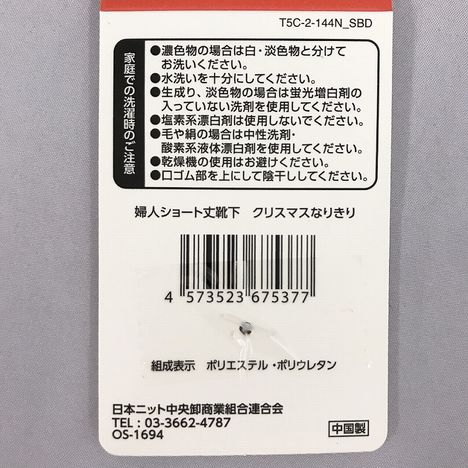 T5C-2-144N_SBD
家庭での洗濯時のご注意
●濃色物の場合は白・淡色物と分けて
お洗いください。
●水洗いを十分にしてください。
●生成り、淡色物の場合は蛍光増白剤の
入っていない洗剤を使用してください。
●塩素系漂白剤は使用しないでください。
●毛や絹の場合は中性洗剤・
酸素系液体漂白剤を使用してください。
●乾燥機の使用はお避けください。
●口ゴム部を上にして陰干ししてください。
婦人ショート丈靴下 クリスマスなりきり
4 573523 675377
組成表示 ポリエステル・ポリウレタン
日本ニット中央卸商業組合連合会
TEL : 03-3662-4787
OS-1694
中国製